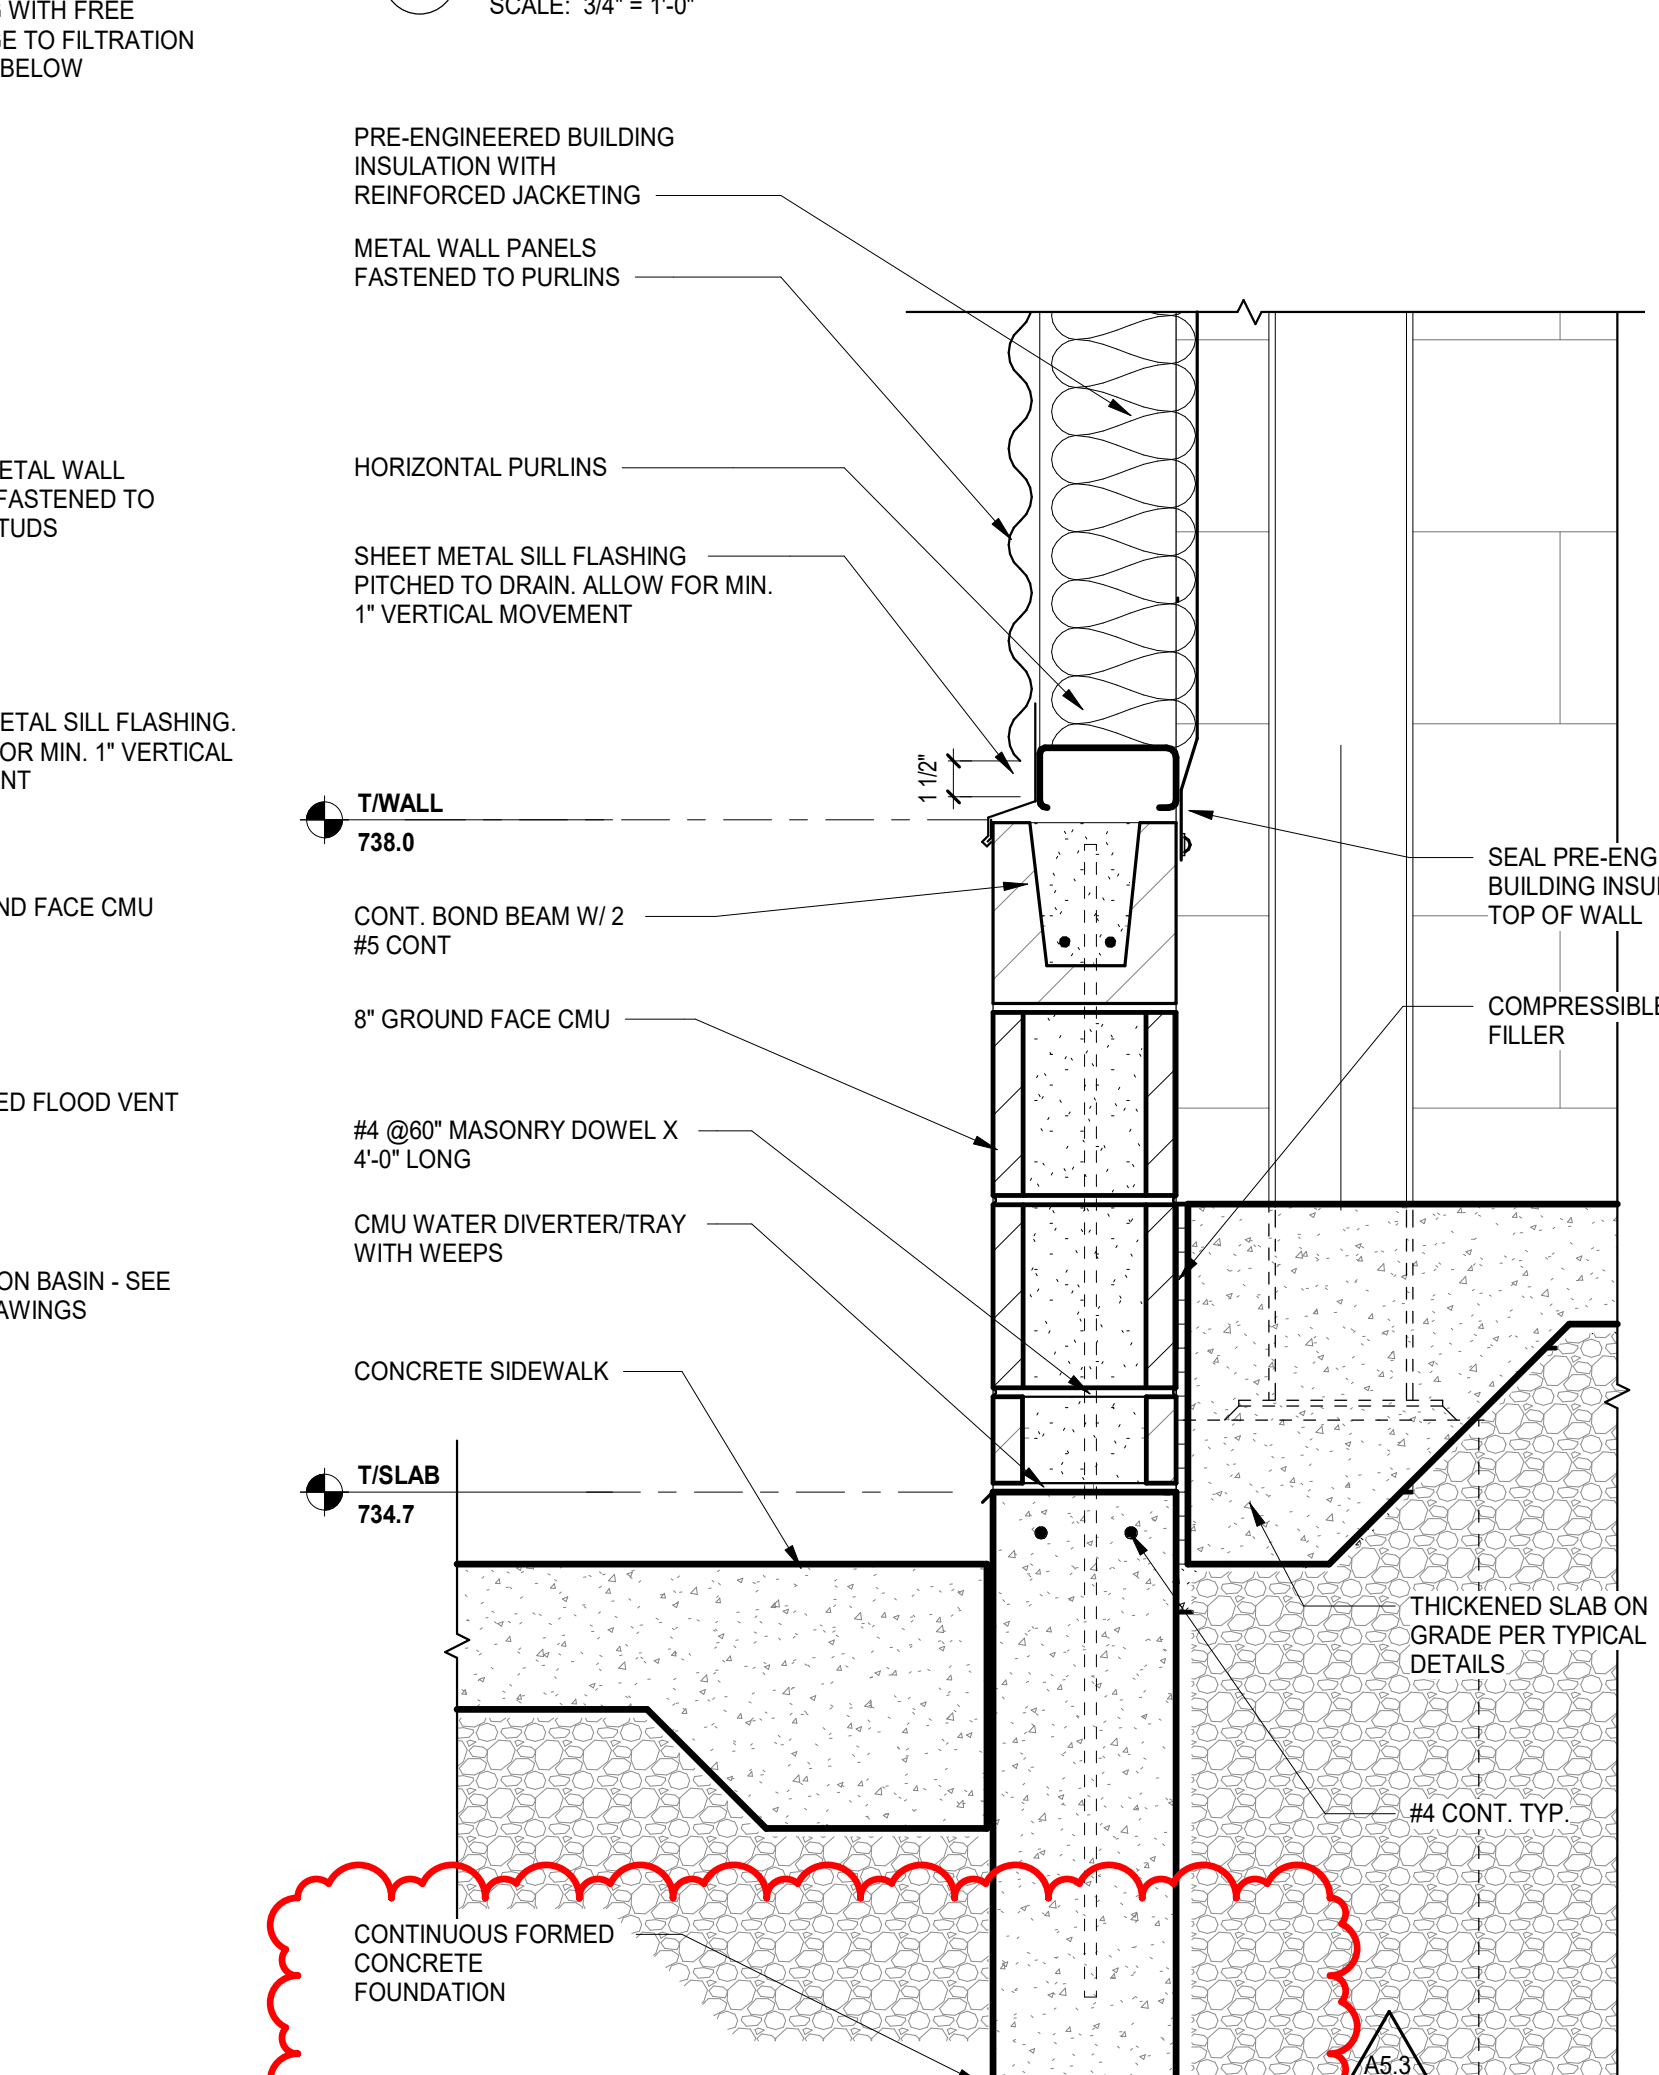 WITH FREE
TO FILTRATION
BELOW
SCALE: 3/4" = 1'-0"
PRE-ENGINEERED BUILDING
INSULATION WITH
REINFORCED JACKETING
METAL WALL PANELS
FASTENED TO PURLINS
HORIZONTAL PURLINS
ETAL WALL
FASTENED TO
TUDS
SHEET METAL SILL FLASHING
PITCHED TO DRAIN. ALLOW FOR MIN.
1" VERTICAL MOVEMENT
ETAL SILL FLASHING.
OR MIN. 1" VERTICAL
NT
1 1/2"
T/WALL
738.0
SEAL PRE-ENG
BUILDING INSU
TOP OF WALL
ND FACE CMU
CONT. BOND BEAM W/ 2
#5 CONT
8" GROUND FACE CMU
COMPRESSIBLE
FILLER
ED FLOOD VENT
#4 @60" MASONRY DOWEL X
4'-0" LONG
CMU WATER DIVERTER/TRAY
WITH WEEPS
ON BASIN - SEE
AWINGS
CONCRETE SIDEWALK
T/SLAB
734.7
THICKENED SLAB ON
GRADE PER TYPICAL
DETAILS
#4 CONT. TYP.
CONTINUOUS FORMED
CONCRETE
FOUNDATION
A5.3